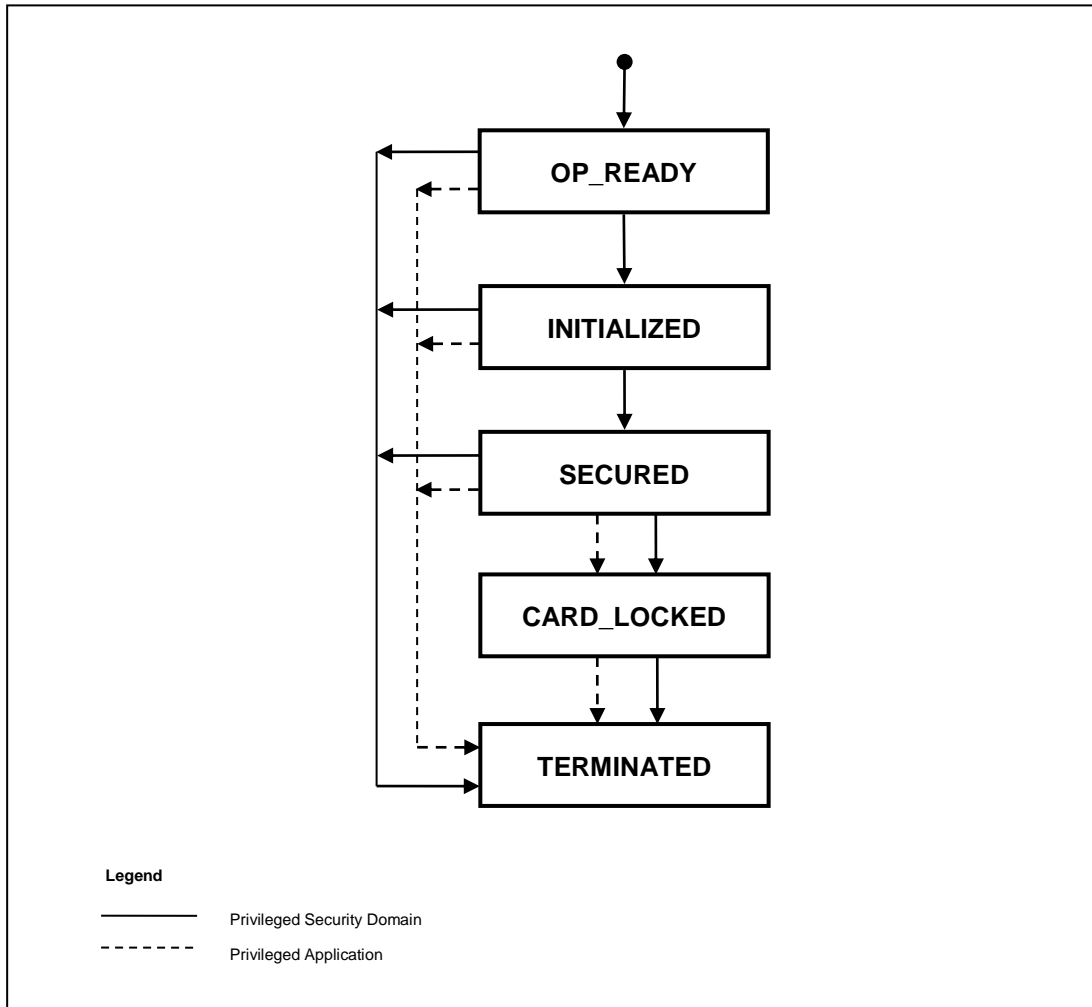 OP_READY
INITIALIZED
SECURED
CARD_LOCKED
TERMINATED
Legend
Privileged Security Domain
Privileged Application